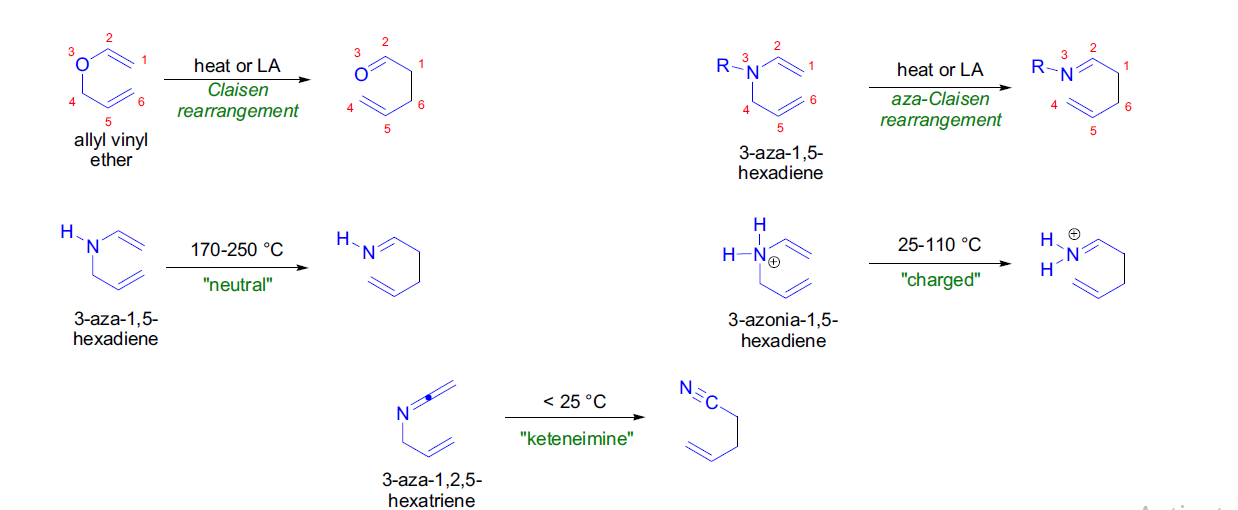 2
3
O
1
4
6
5
allyl vinyl
ether
heat or LA
Claisen
rearrangement
2
3
O
1
4
6
5
2
3
R
N
1
4
6
5
3-aza-1,5-
hexadiene
heat or LA
aza-Claisen
rearrangement
3
2
R
N
1
4
6
5
H
N
3-aza-1,5-
hexadiene
170-250 °C
"neutral"
H
N
H
H N
⊕
3-azonia-1,5-
hexadiene
25-110 °C
"charged"
H
⊕
N
H
N
3-aza-1,2,5-
hexatriene
< 25 °C
"keteneimine"
N
C